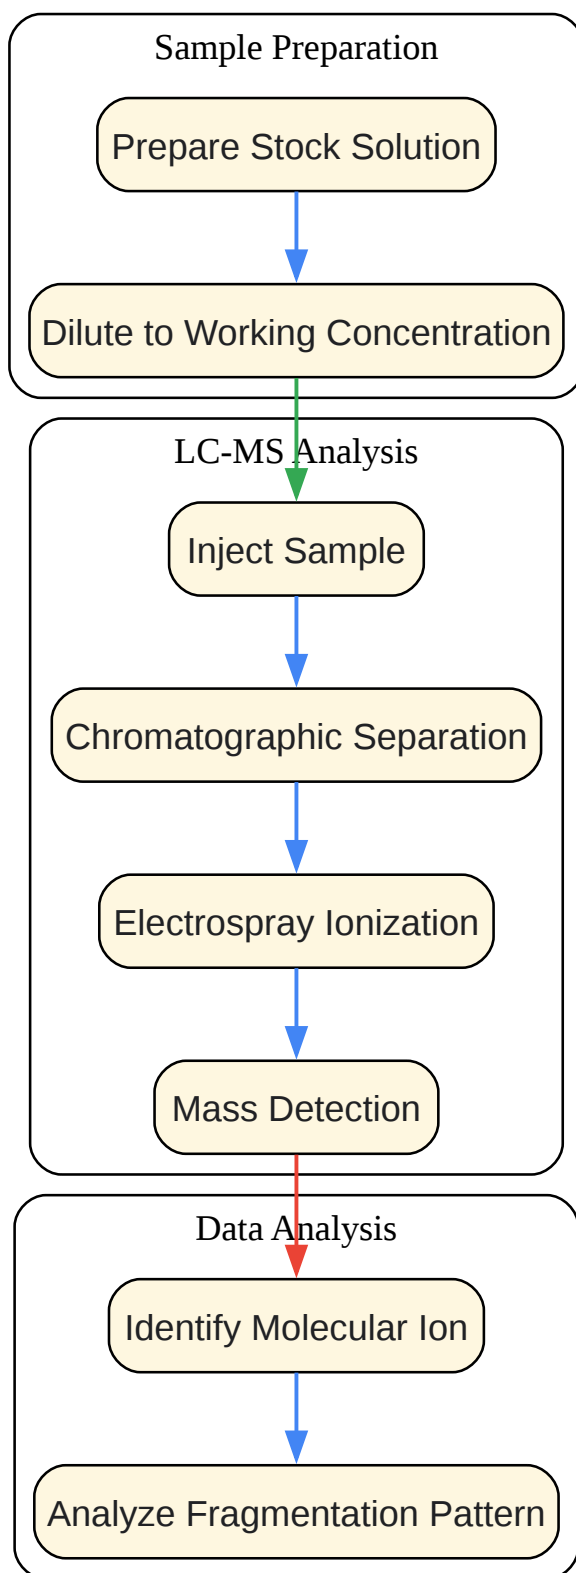 Sample Preparation
Prepare Stock Solution
Dilute to Working Concentration
LC-MS Analysis
Inject Sample
Chromatographic Separation
Electrospray Ionization
Mass Detection
Data Analysis
Identify Molecular Ion
Analyze Fragmentation Pattern